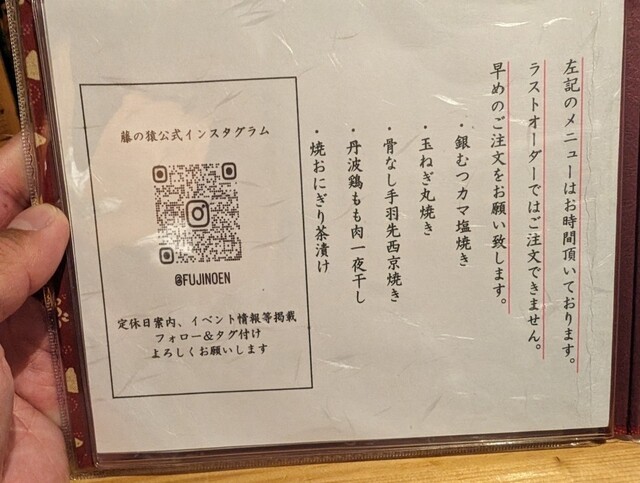 左記のメニューはお時間頂いております。
ラストオーダーではご注文できません。
早めのご注文をお願い致します。
・銀むつカマ塩焼き
・玉ねぎ丸焼き
・骨なし手羽先西京焼き
・丹波鶏もも肉一夜干し
・焼おにぎり茶漬け
藤の猿公式インスタグラム
@FUJINOEN
定休日案内、イベント情報等掲載
フォロー＆タグ付け
よろしくお願いします